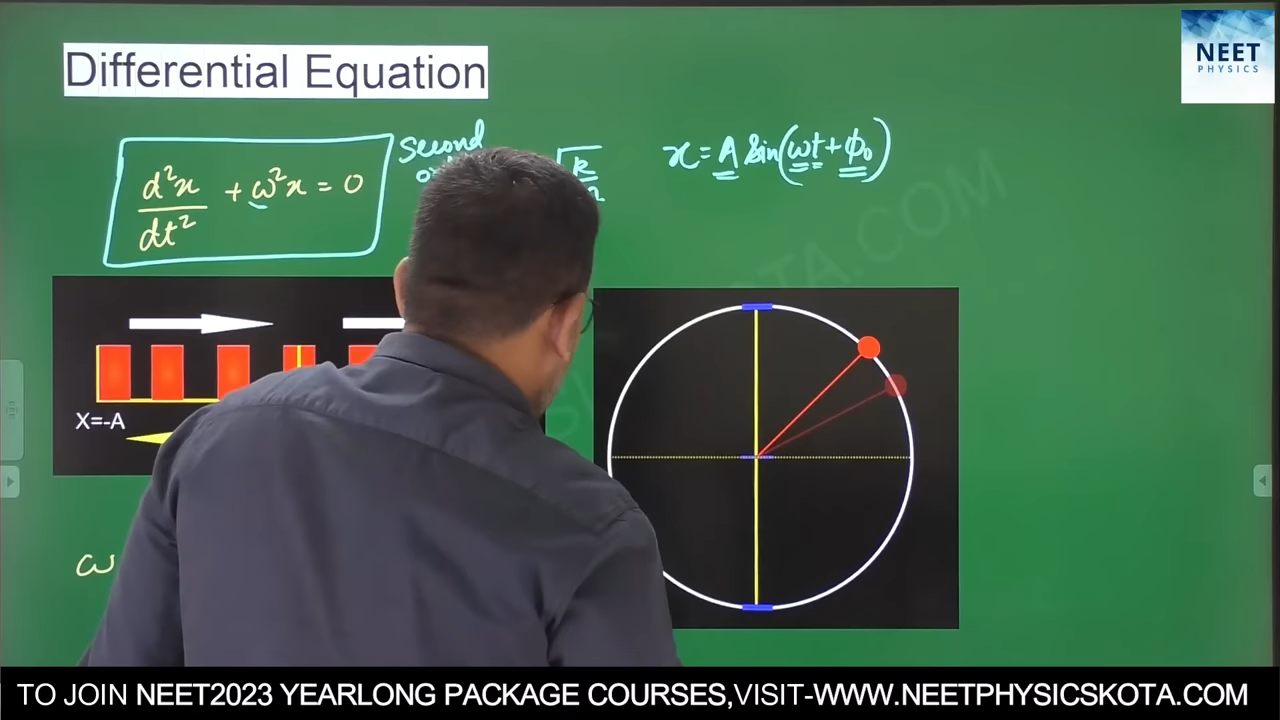 Differential Equation
NEET
PHYSICS
d²x/dt² + ω²x = 0
Second
x = A sin(ωt + ϕ₀)
X=-A
ω
TO JOIN NEET2023 YEARLONG PACKAGE COURSES,VISIT-WWW.NEETPHYSICSKOTA.COM